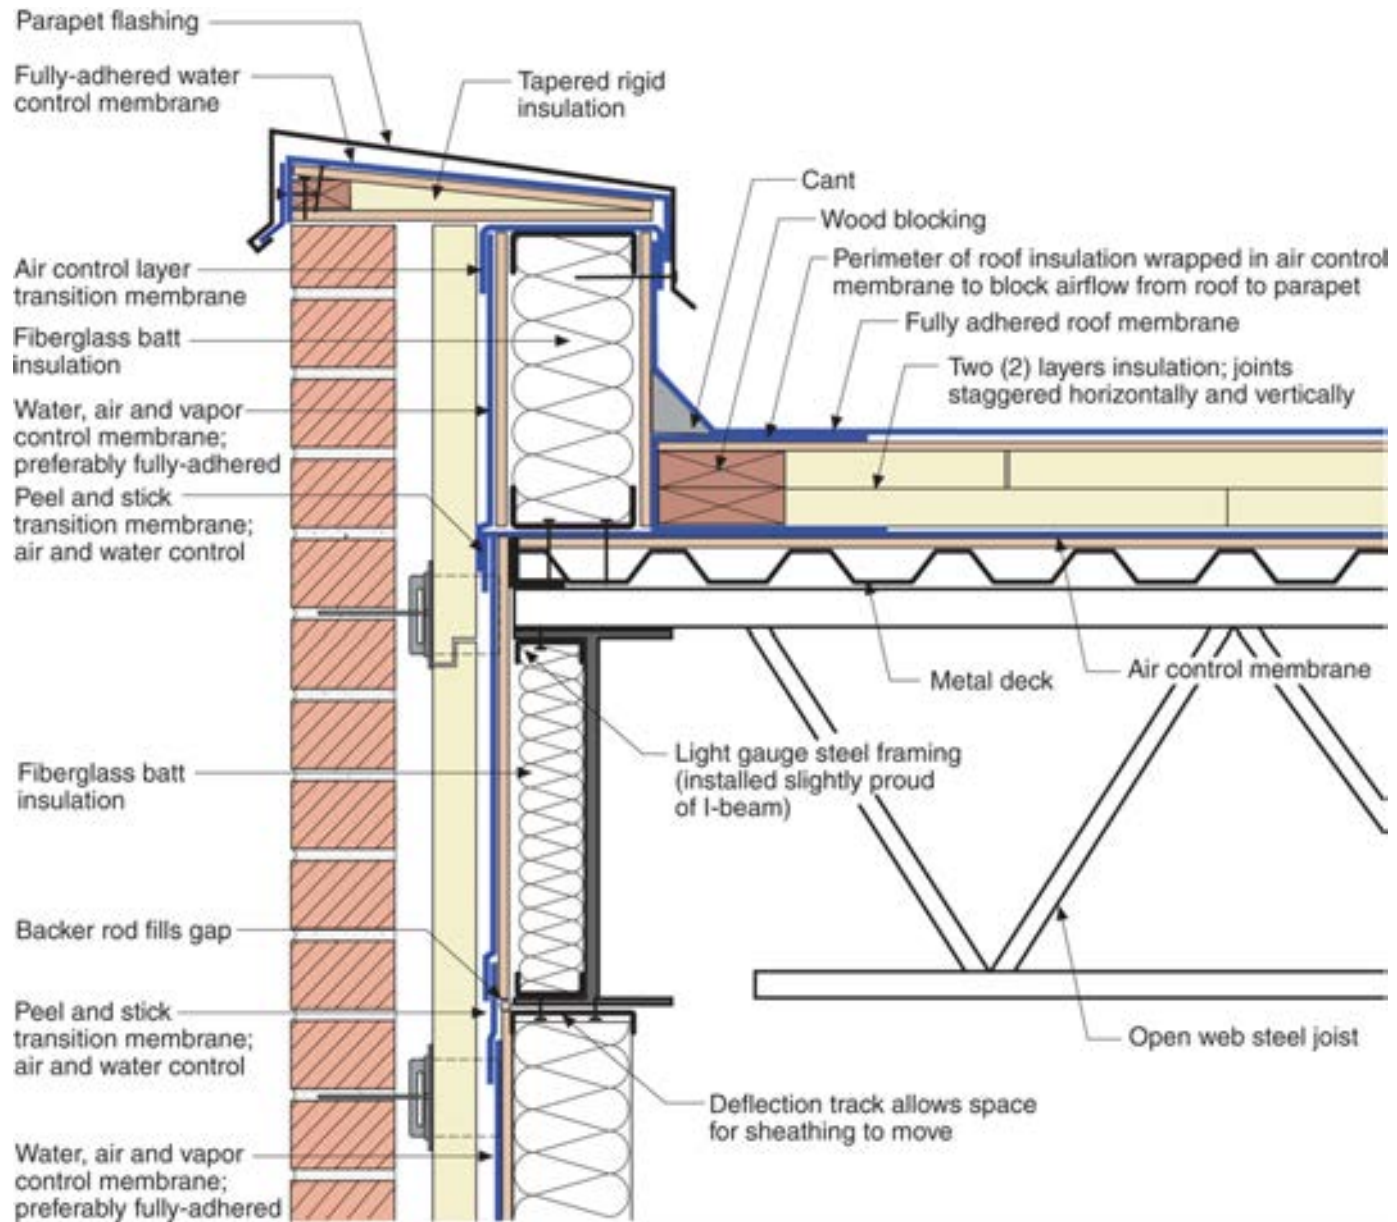 Parapet flashing
Fully-adhered water
control membrane
Tapered rigid
insulation
Cant
Wood blocking
Perimeter of roof insulation wrapped in air control
membrane to block airflow from roof to parapet
Fully adhered roof membrane
Two (2) layers insulation; joints
staggered horizontally and vertically
Air control layer
transition membrane
Fiberglass batt
insulation
Water, air and vapor
control membrane;
preferably fully-adhered
Peel and stick
transition membrane;
air and water control
Air control membrane
Metal deck
Light gauge steel framing
(installed slightly proud
of I-beam)
Fiberglass batt
insulation
Backer rod fills gap
Peel and stick
transition membrane;
air and water control
Open web steel joist
Deflection track allows space
for sheathing to move
Water, air and vapor
control membrane;
preferably fully-adhered